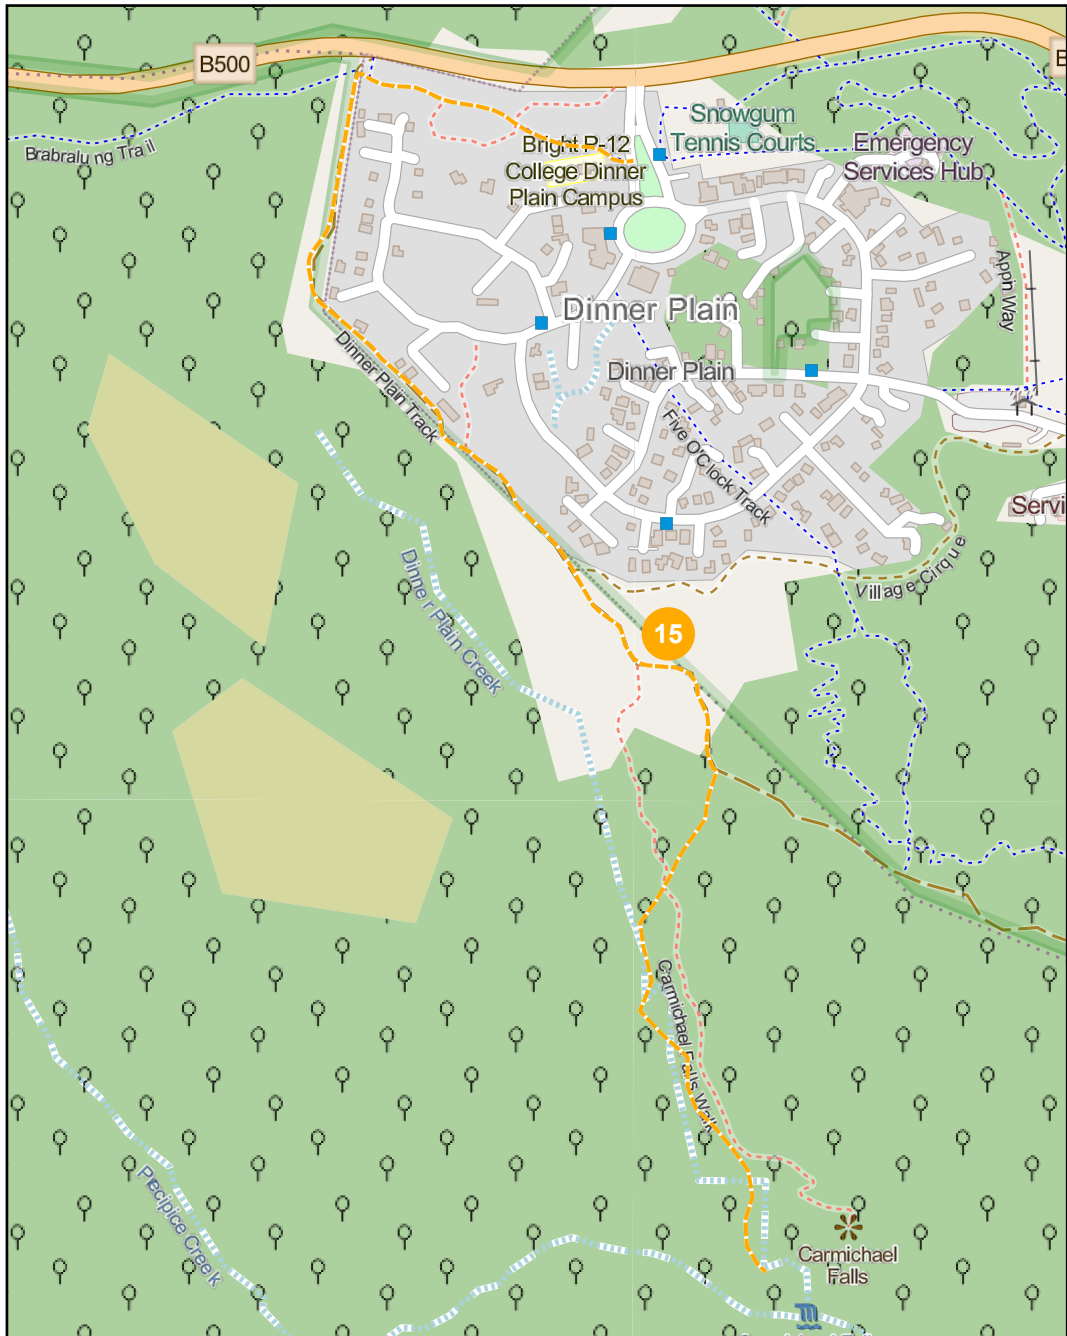 B500
B
Snowgum
Tennis Courts
Emergency
Services Hub
Bright P-12
College Dinner
Plain Campus
Brabralung Trail
Appin Way
Dinner Plain
Dinner Plain Track
Dinner Plain
Five O'Clock Track
Servi
Village Cirque
Dinner Plain Creek
15
Carmichael Falls Walk
Precipice Creek
Carmichael
Falls